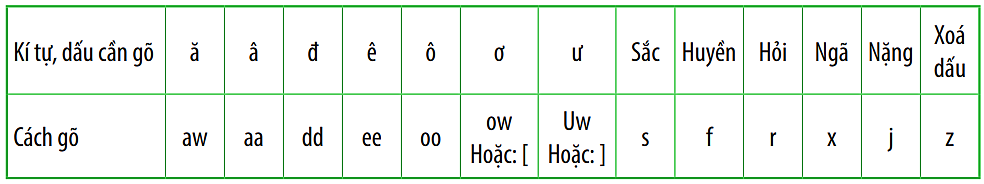 Kí tự, dấu cần gõ ă â đ ê ô ơ ư Sắc Huyền Hỏi Ngã Nặng Xoá dấu
Cách gõ aw aa dd ee oo ow Hoặc: [ Uw Hoặc: ] s f r x j z